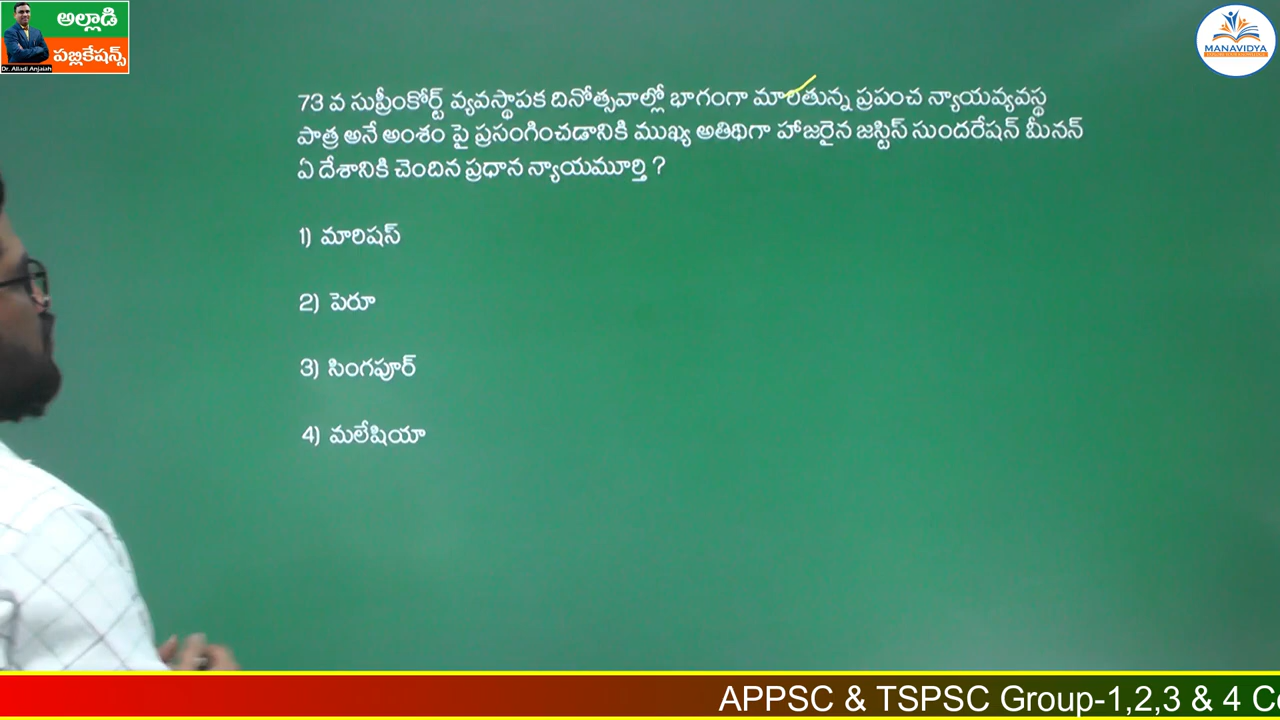 అల్లాడి
పబ్లికేషన్స్
Dr. Alladi Anjaiah
MANAVIDYA
73 వ సుప్రీంకోర్ట్ వ్యవస్థాపక దినోత్సవాల్లో భాగంగా మారుతున్న ప్రపంచ న్యాయవ్యవస్థ
పాత్ర అనే అంశం పై ప్రసంగించడానికి ముఖ్య అతిథిగా హాజరైన జస్టిస్ సుందరేషన్ మీనన్
ఏ దేశానికి చెందిన ప్రధాన న్యాయమూర్తి ?
1) మారిషస్
2) పెరూ
3) సింగపూర్
4) మలేషియా
APPSC & TSPSC Group-1,2,3 & 4 Co